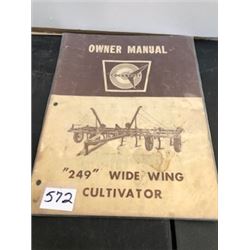 OWNER MANUAL
"249" WIDE WING
CULTIVATOR
572